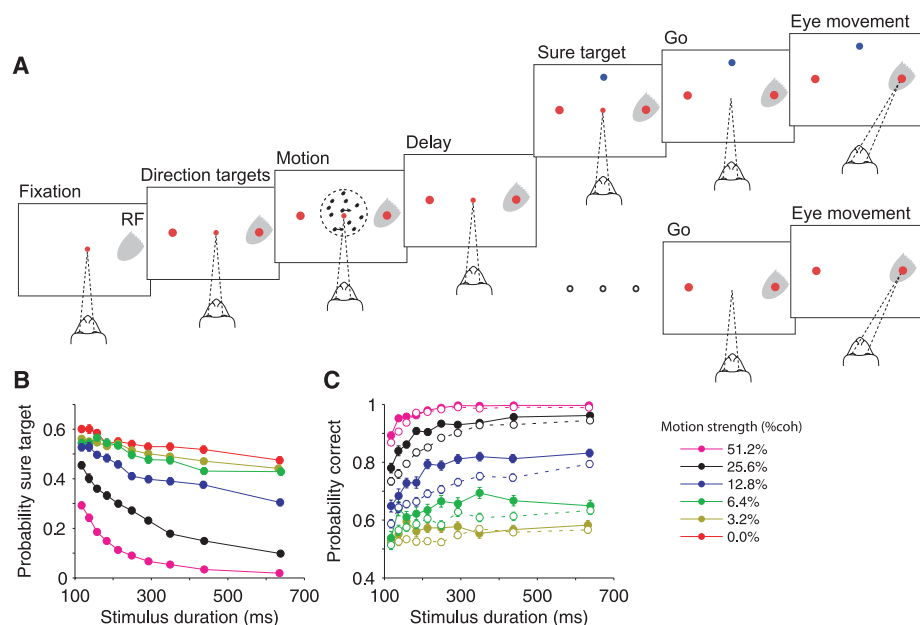 A
Fixation
RF
Direction targets
Motion
Delay
Sure target
Go
Eye movement
Go
Eye movement
B
Probability sure target
0.6
0.4
0.2
0
100
300
500
700
Stimulus duration (ms)
C
Probability correct
1
0.8
0.6
0.4
100
300
500
700
Stimulus duration (ms)
Motion strength (%coh)
51.2%
25.6%
12.8%
6.4%
3.2%
0.0%